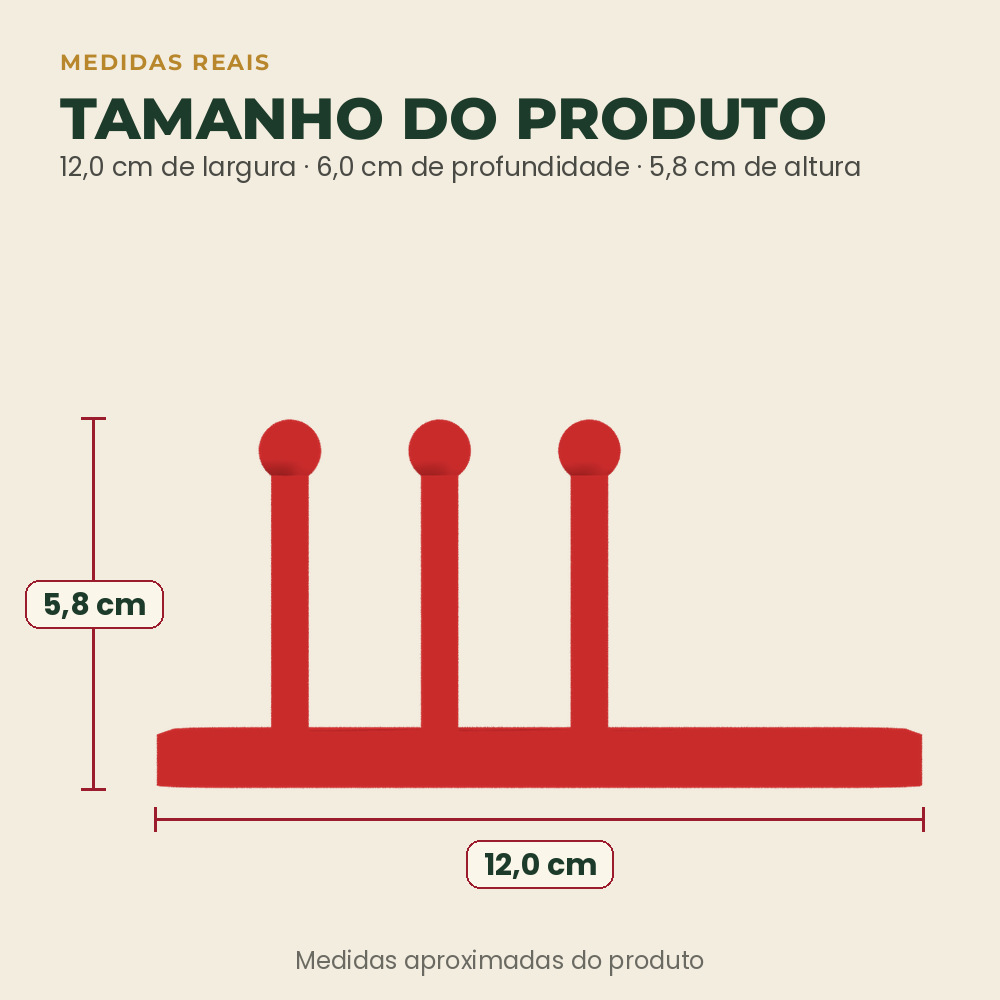 MEDIDAS REAIS
TAMANHO DO PRODUTO
12,0 cm de largura · 6,0 cm de profundidade · 5,8 cm de altura
5,8 cm
12,0 cm
Medidas aproximadas do produto